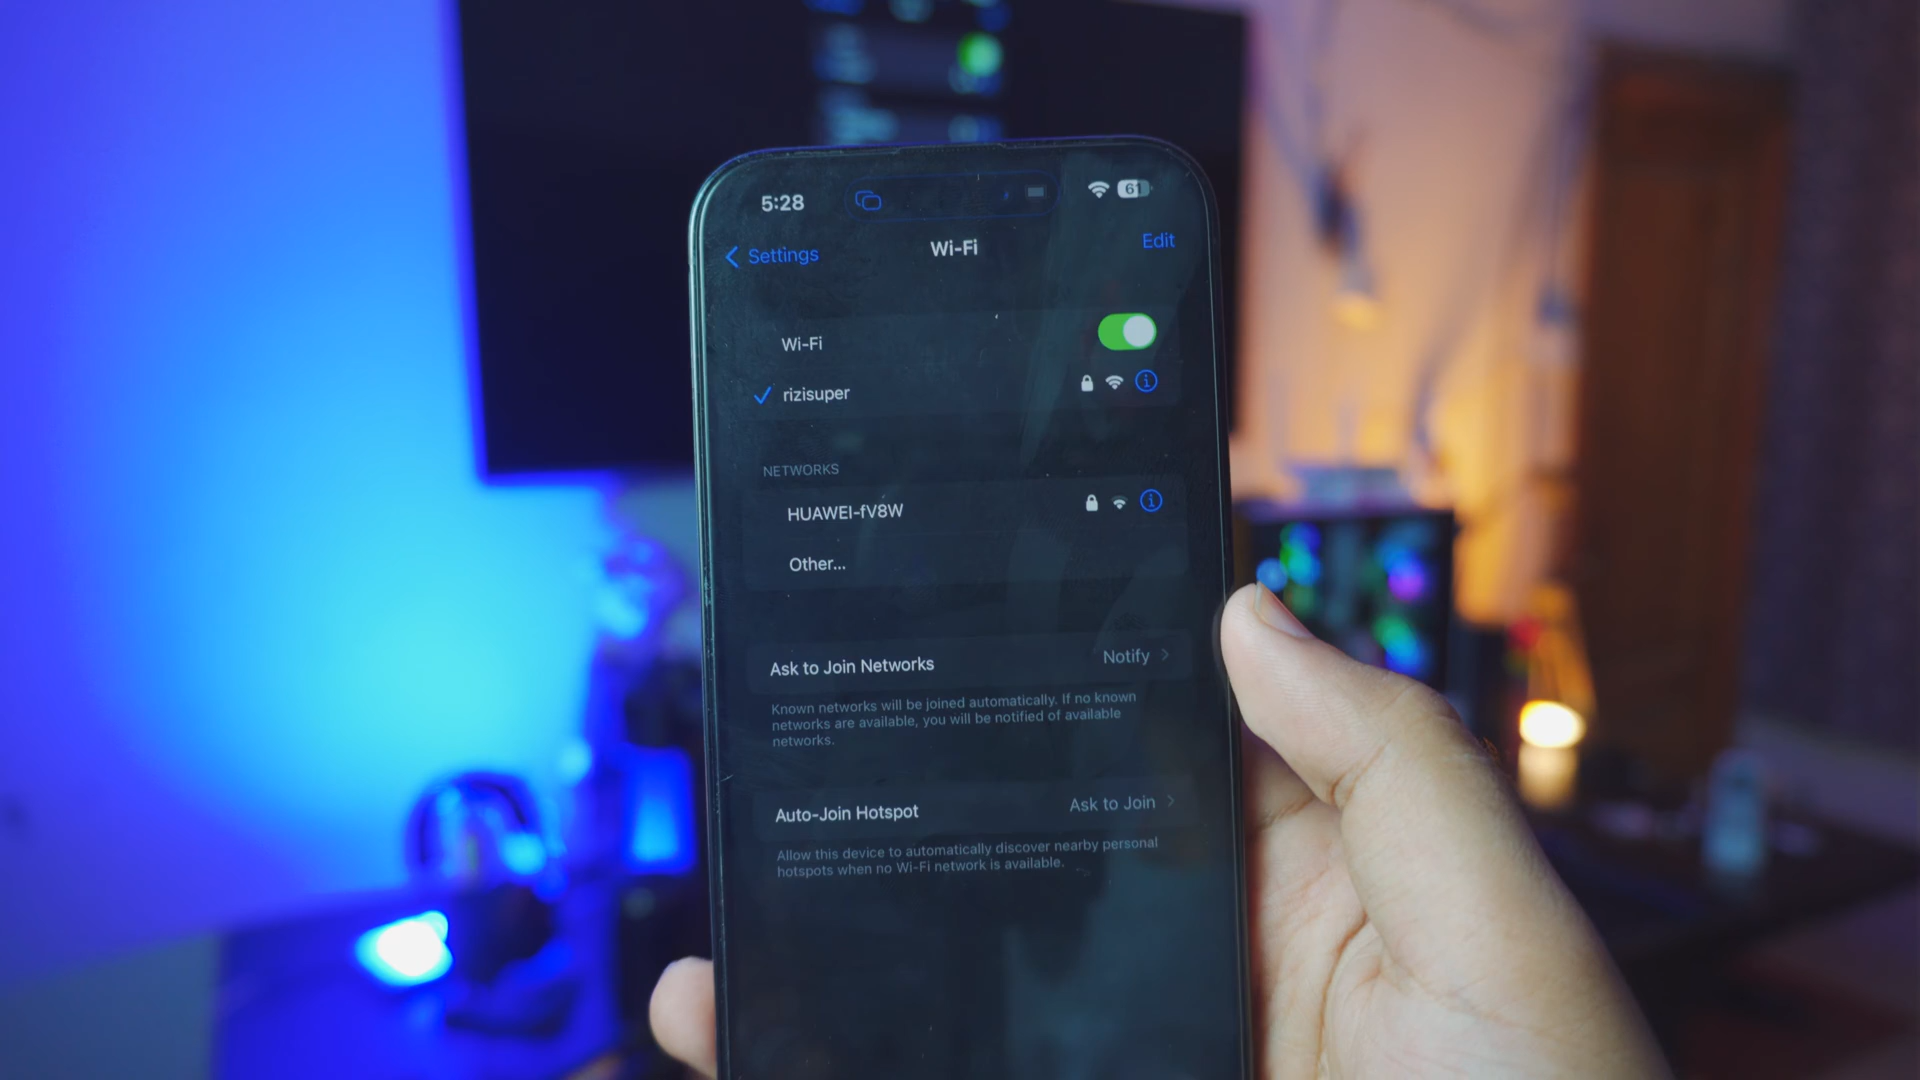 5:28
61
Settings
Wi-Fi
Edit
Wi-Fi
rizisuper
NETWORKS
HUAWEI-fV8W
Other...
Ask to Join Networks
Notify
Known networks will be joined automatically. If no known
networks are available, you will be notified of available
networks.
Auto-Join Hotspot
Ask to Join
Allow this device to automatically discover nearby personal
hotspots when no Wi-Fi network is available.